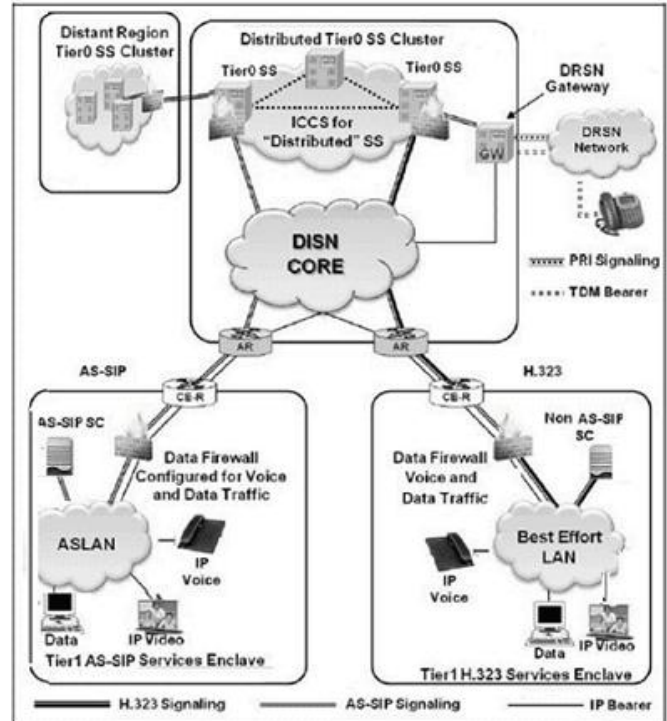 Distant Region
Tier0 SS Cluster
Distributed Tier0 SS Cluster
Tier0 SS
Tier0 SS
ICCS for
"Distributed" SS
DRSN
Gateway
GW
DRSN
Network
DISN
CORE
PRI Signaling
TDM Bearer
AR
AR
AS-SIP
H.323
CE-R
CE-R
AS-SIP SC
Data Firewall
Configured for Voice
and Data Traffic
ASLAN
IP
Voice
Data
IP Video
Tier1 AS-SIP Services Enclave
Non AS-SIP
SC
Data Firewall
Voice and
Data Traffic
Best Effort
LAN
IP
Voice
Data
IP Video
Tier1 H.323 Services Enclave
H.323 Signaling
AS-SIP Signaling
IP Bearer